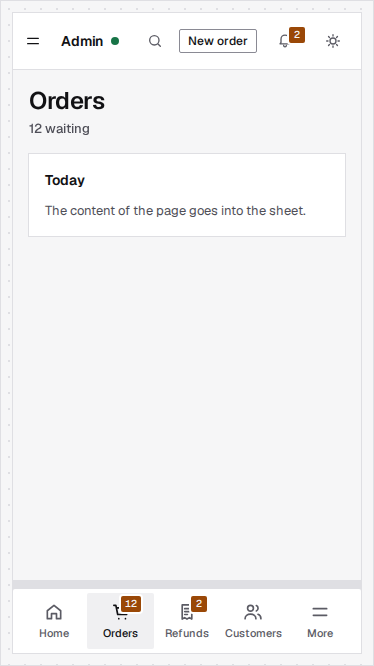 Admin
New order
2
Orders
12 waiting
Today
The content of the page goes into the sheet.
12
2
Home
Orders
Refunds
Customers
More